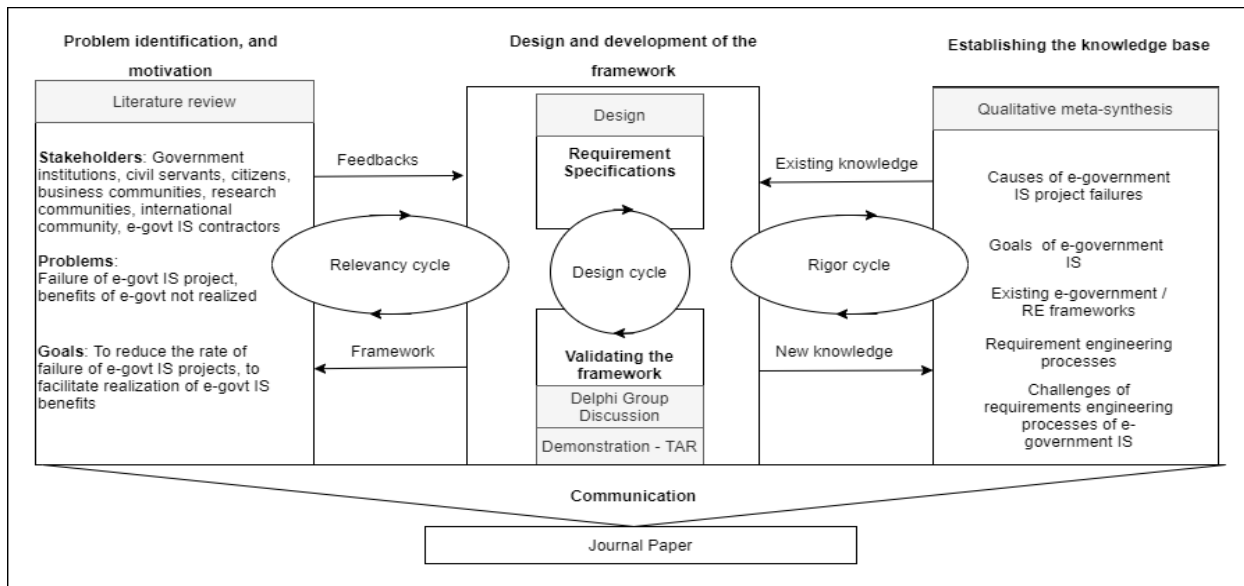 Problem identification, and
motivation
Literature review
Stakeholders: Government
institutions, civil servants, citizens,
business communities, research
communities, international
community, e-govt IS contractors
Problems:
Failure of e-govt IS project,
benefits of e-govt not realized
Goals: To reduce the rate of
failure of e-govt IS projects, to
facilitate realization of e-govt IS
benefits
Feedbacks
Relevancy cycle
Framework
Design and development of the
framework
Design
Requirement
Specifications
Design cycle
Validating the
framework
Delphi Group
Discussion
Demonstration - TAR
Existing knowledge
Rigor cycle
New knowledge
Establishing the knowledge base
Qualitative meta-synthesis
Causes of e-government
IS project failures
Goals of e-government
IS
Existing e-government /
RE frameworks
Requirement engineering
processes
Challenges of
requirements engineering
processes of e-
government IS
Communication
Journal Paper